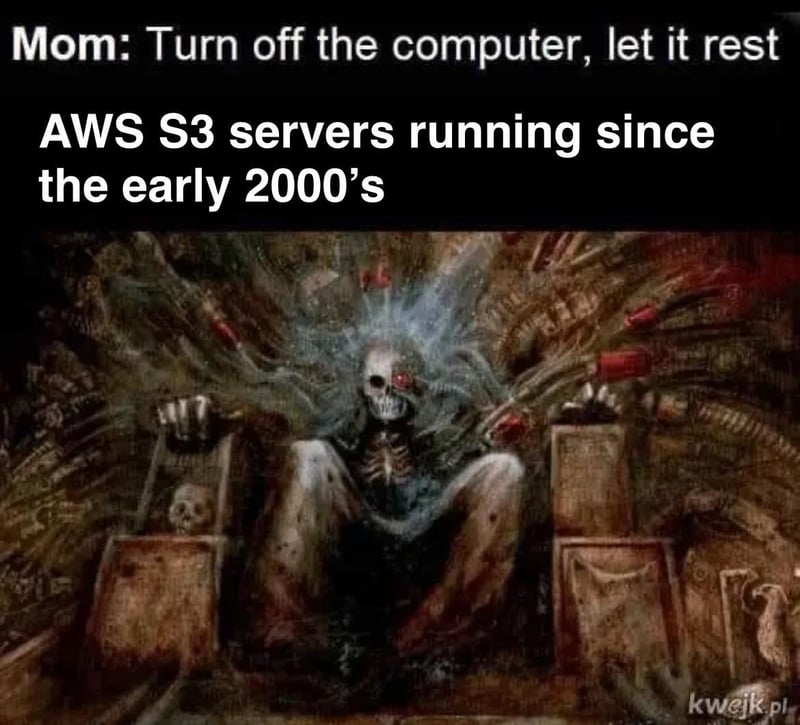 Mom: Turn off the computer, let it rest
AWS S3 servers running since
the early 2000’s
kwejk.pl